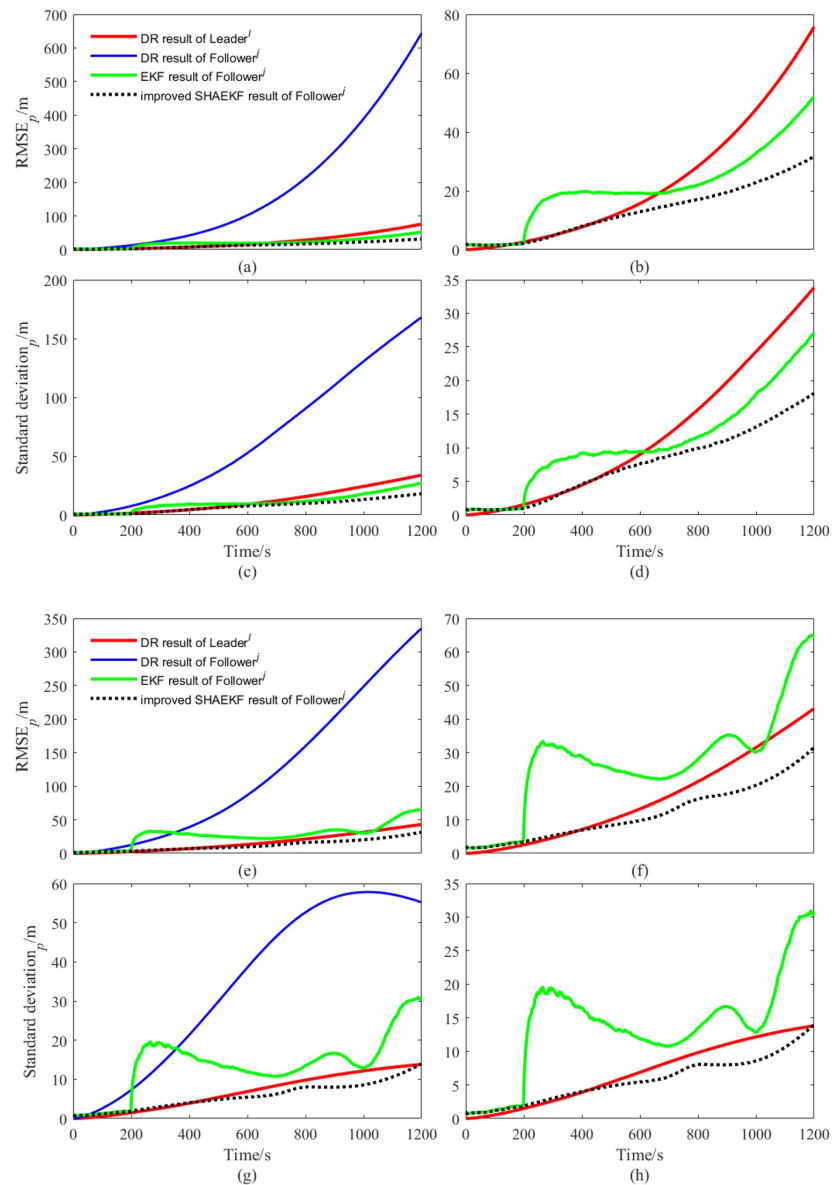 700
600
500
400
300
200
100
0
RMSE_p/m
DR result of Leader^l
DR result of Follower^j
EKF result of Follower^j
improved SHAEKF result of Follower^j
(a)
80
60
40
20
0
(b)
200
150
100
50
0
Standard deviation_p/m
0 200 400 600 800 1000 1200
Time/s
(c)
35
30
25
20
15
10
5
0
0 200 400 600 800 1000 1200
Time/s
(d)
350
300
250
200
150
100
50
0
RMSE_p/m
DR result of Leader^l
DR result of Follower^j
EKF result of Follower^j
improved SHAEKF result of Follower^j
(e)
70
60
50
40
30
20
10
0
(f)
60
50
40
30
20
10
0
Standard deviation_p/m
0 200 400 600 800 1000 1200
Time/s
(g)
35
30
25
20
15
10
5
0
0 200 400 600 800 1000 1200
Time/s
(h)